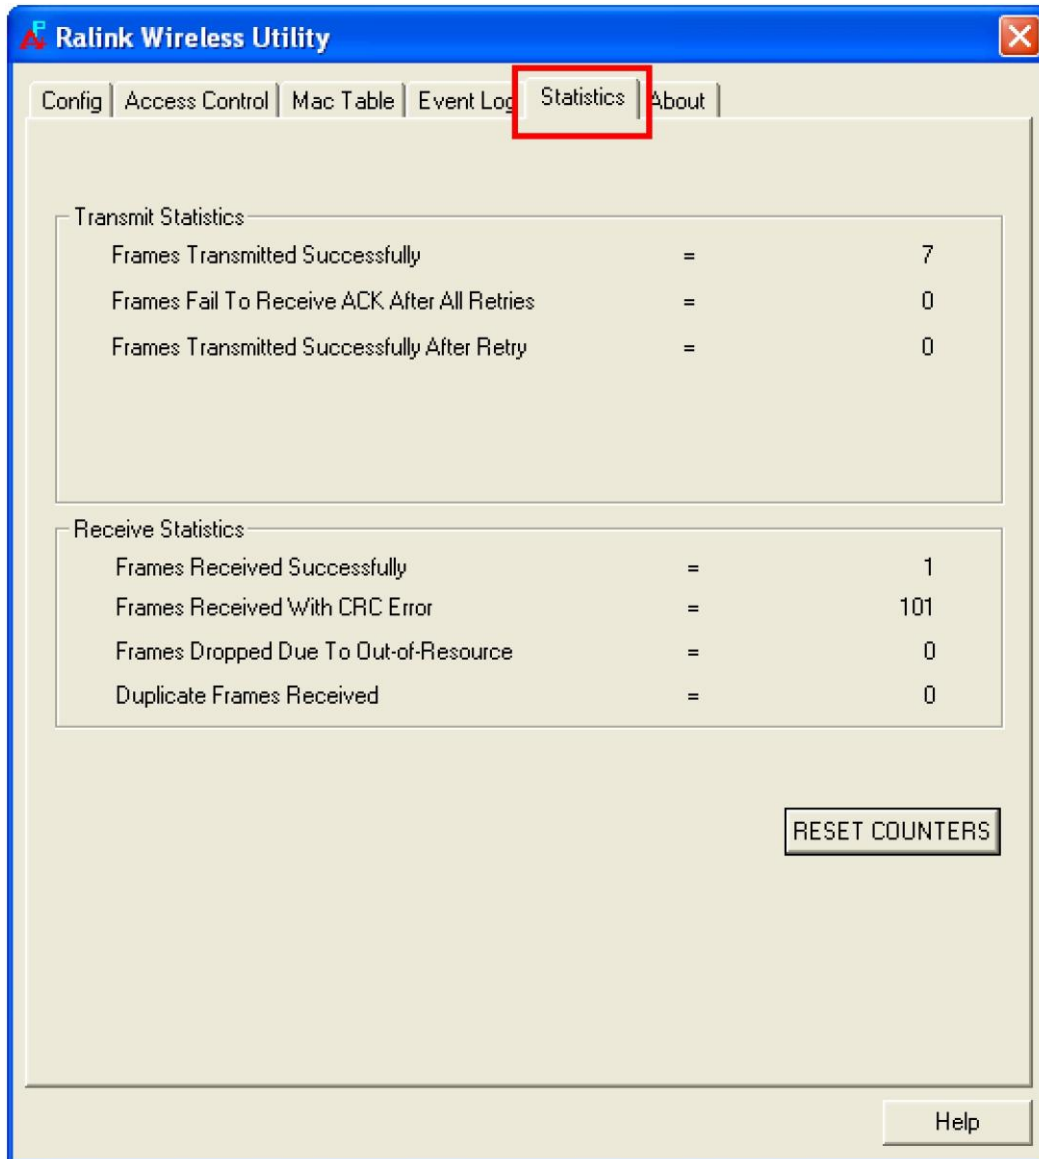 Ralink Wireless Utility
Config Access Control Mac Table Event Log Statistics About
Transmit Statistics
Frames Transmitted Successfully = 7
Frames Fail To Receive ACK After All Retries = 0
Frames Transmitted Successfully After Retry = 0
Receive Statistics
Frames Received Successfully = 1
Frames Received With CRC Error = 101
Frames Dropped Due To Out-of-Resource = 0
Duplicate Frames Received = 0
RESET COUNTERS
Help